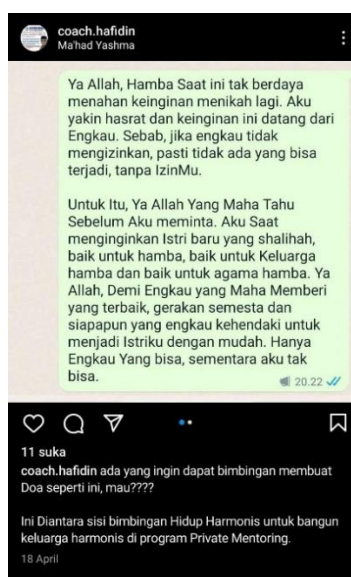 coach.hafidin
Ma'had Yashma
Ya Allah, Hamba Saat ini tak berdaya
menahan keinginan menikah lagi. Aku
yakin hasrat dan keinginan ini datang dari
Engkau. Sebab, jika engkau tidak
mengizinkan, pasti tidak ada yang bisa
terjadi, tanpa IzinMu.
Untuk Itu, Ya Allah Yang Maha Tahu
Sebelum Aku meminta. Aku Saat
menginginkan Istri baru yang shalihah,
baik untuk hamba, baik untuk Keluarga
hamba dan baik untuk agama hamba. Ya
Allah, Demi Engkau yang Maha Memberi
yang terbaik, gerakan semesta dan
siapapun yang engkau kehendaki untuk
menjadi Istriku dengan mudah. Hanya
Engkau Yang bisa, sementara aku tak
bisa.
20.22
11 suka
coach.hafidin ada yang ingin dapat bimbingan membuat
Doa seperti ini, mau????
Ini Diantara sisi bimbingan Hidup Harmonis untuk bangun
keluarga harmonis di program Private Mentoring.
18 April